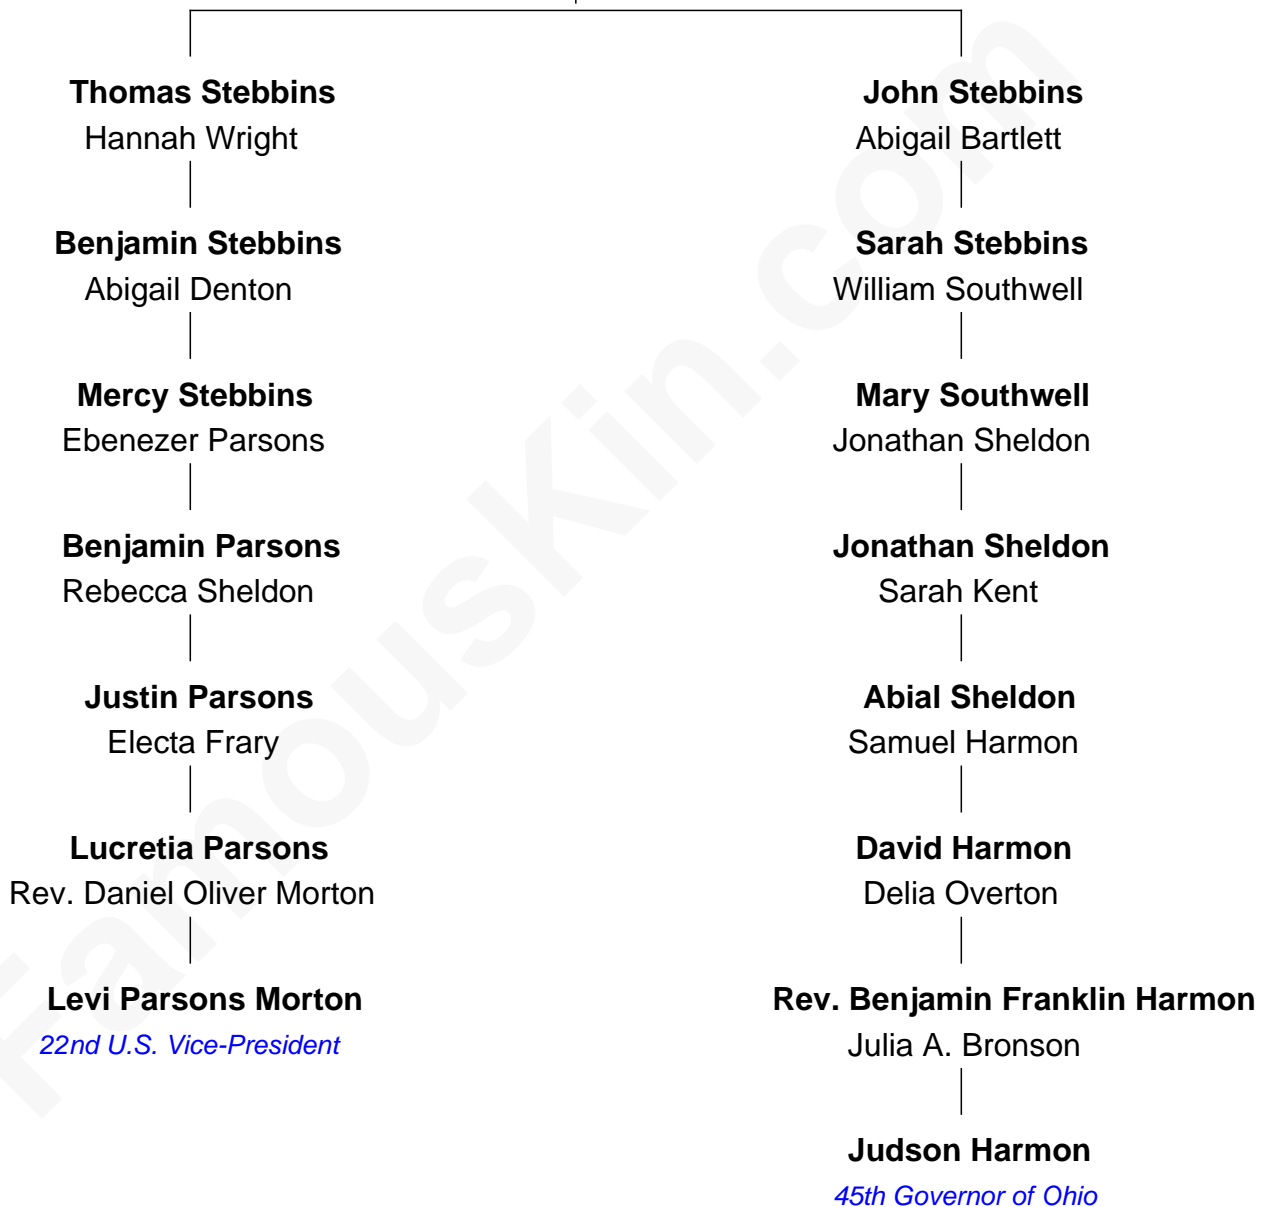 Thomas Stebbins
Hannah Wright
Benjamin Stebbins
Abigail Denton
Mercy Stebbins
Ebenezer Parsons
Benjamin Parsons
Rebecca Sheldon
Justin Parsons
Electa Frary
Lucretia Parsons
Rev. Daniel Oliver Morton
Levi Parsons Morton
22nd U.S. Vice-President
John Stebbins
Abigail Bartlett
Sarah Stebbins
William Southwell
Mary Southwell
Jonathan Sheldon
Jonathan Sheldon
Sarah Kent
Abial Sheldon
Samuel Harmon
David Harmon
Delia Overton
Rev. Benjamin Franklin Harmon
Julia A. Bronson
Judson Harmon
45th Governor of Ohio
FamousKin.com